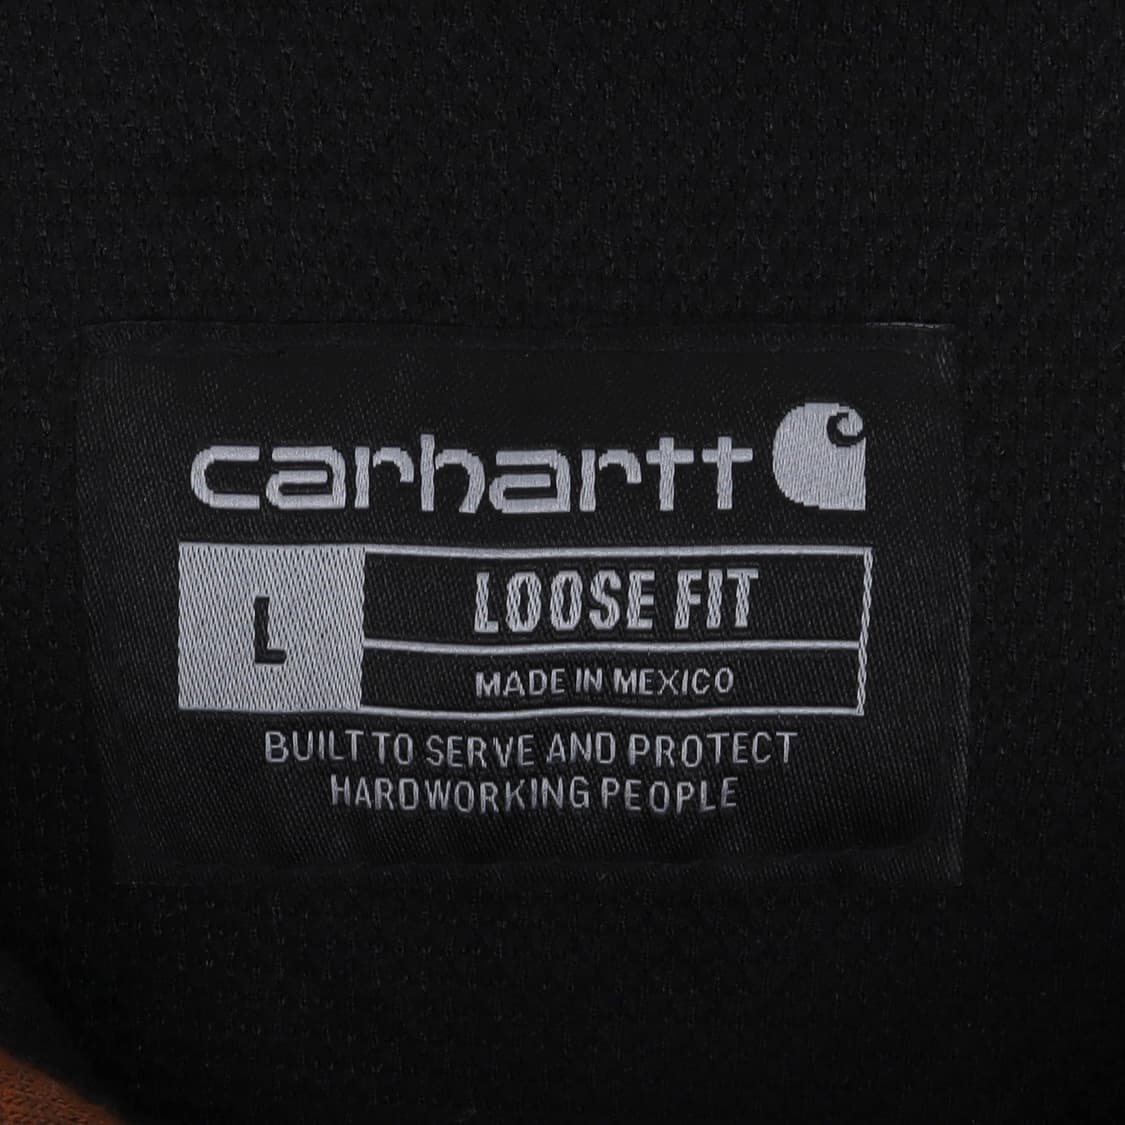 carhartt
L
LOOSE FIT
MADE IN MEXICO
BUILT TO SERVE AND PROTECT
HARDWORKING PEOPLE